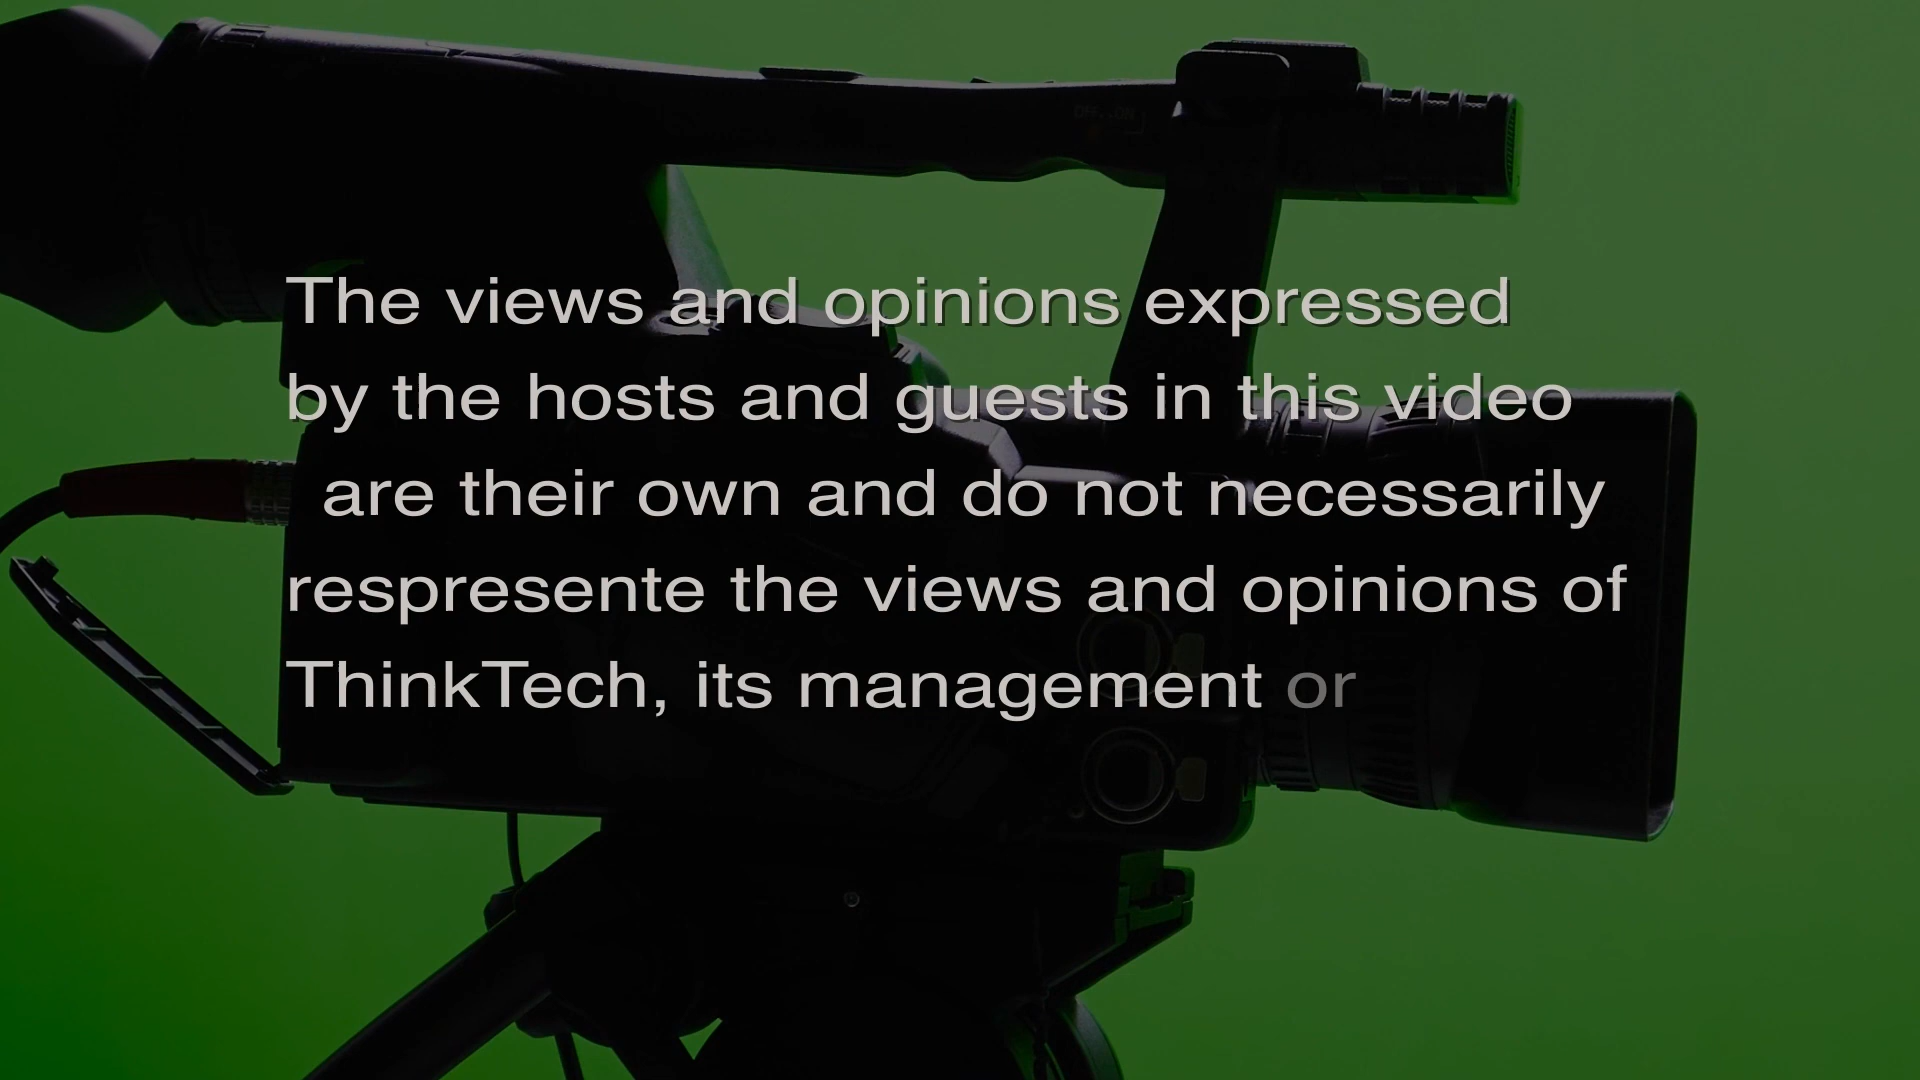 The views and opinions expressed
by the hosts and guests in this video
are their own and do not necessarily
respresente the views and opinions of
ThinkTech, its management or